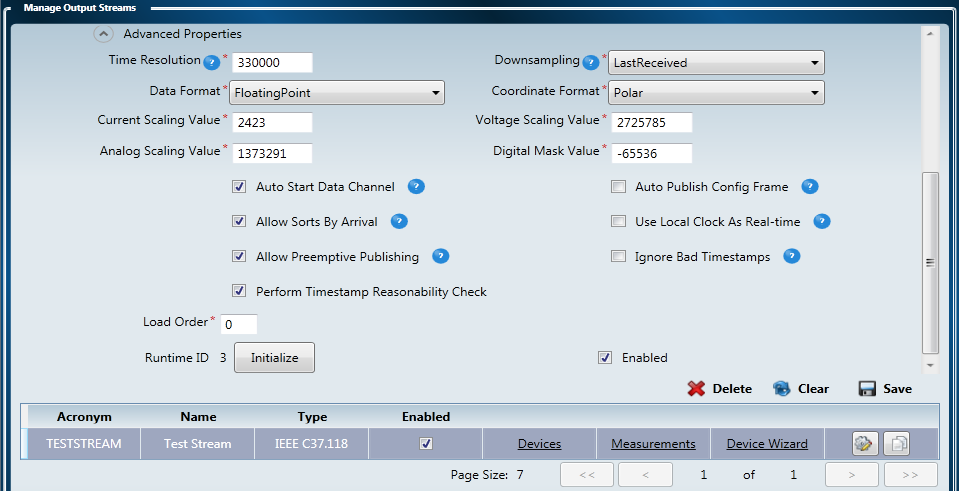 Manage Output Streams
Advanced Properties
Time Resolution ? * 330000 Downsampling ? * LastReceived
Data Format * FloatingPoint Coordinate Format * Polar
Current Scaling Value * 2423 Voltage Scaling Value * 2725785
Analog Scaling Value * 1373291 Digital Mask Value * -65536
Auto Start Data Channel ? Auto Publish Config Frame ?
Allow Sorts By Arrival ? Use Local Clock As Real-time ?
Allow Preemptive Publishing ? Ignore Bad Timestamps ?
Perform Timestamp Reasonability Check
Load Order * 0
Runtime ID 3 Initialize Enabled
Delete Clear Save
Acronym Name Type Enabled
TESTSTREAM Test Stream IEEE C37.118 Devices Measurements Device Wizard
Page Size: 7 << < 1 of 1 > >>